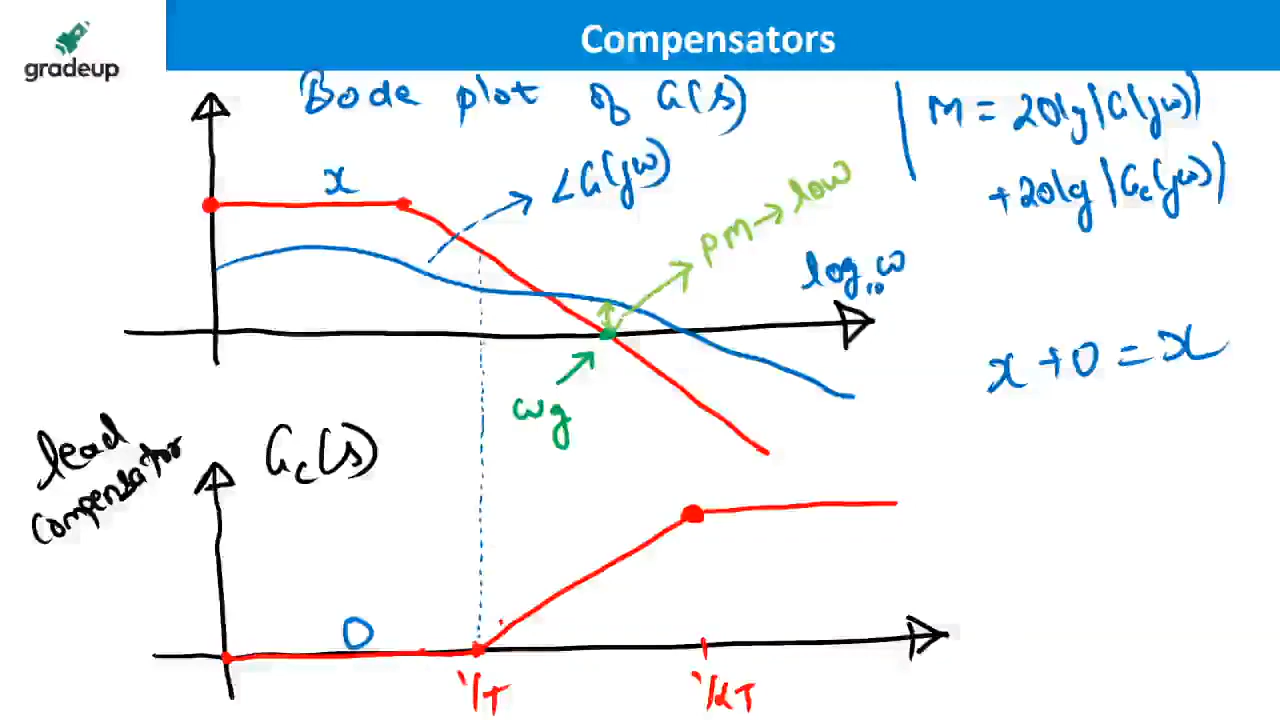 Compensators
gradeup
Bode plot of G(s)
M = 20lg|G(jω)|
+20lg|Gc(jω)|
x
∠G(jω)
PM→low
log₁₀ω
x+0=x
ωg
lead
compensator
Gc(s)
0
1/T
1/αT